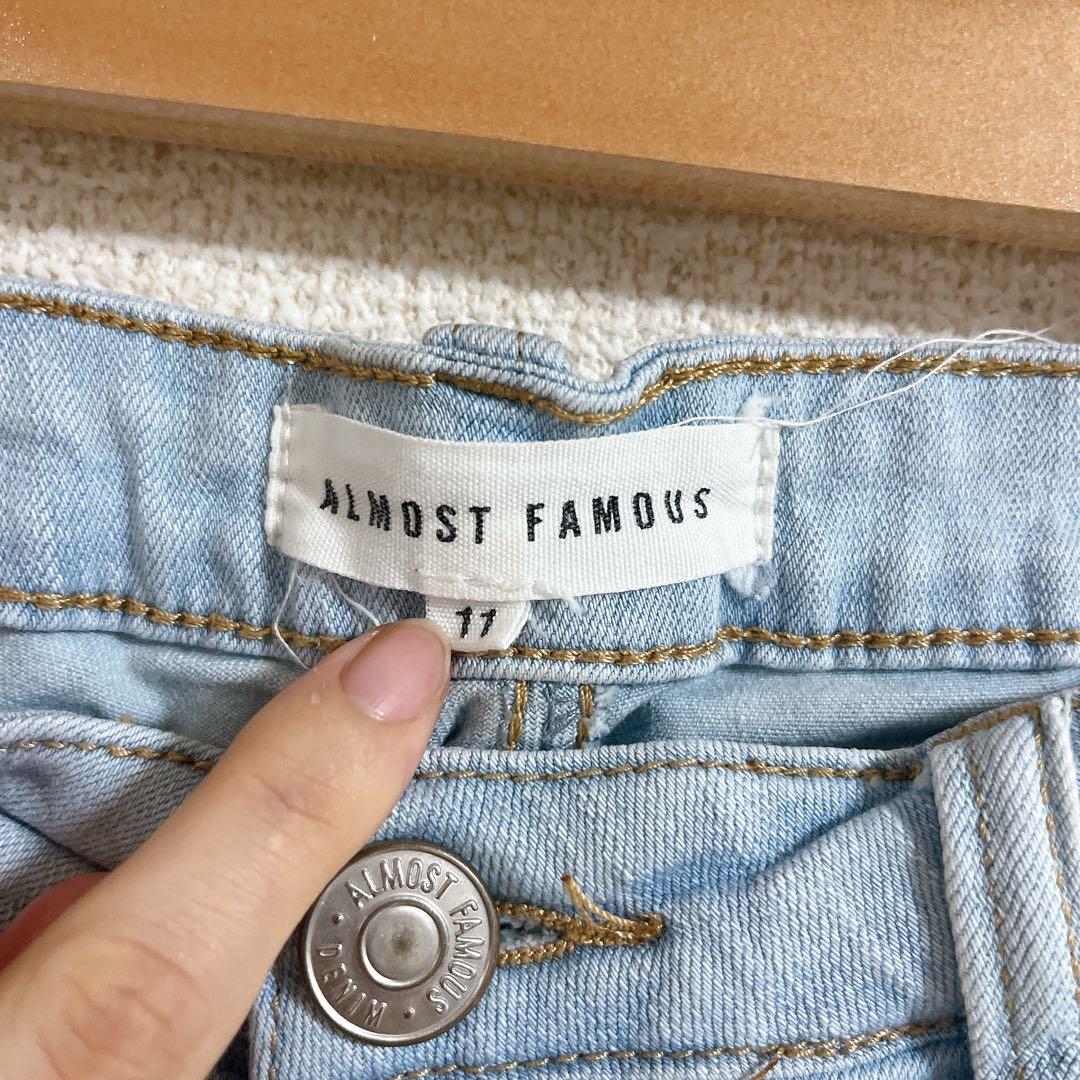 ALMOST FAMOUS
11
ALMOST FAMOUS
· DENIM ·